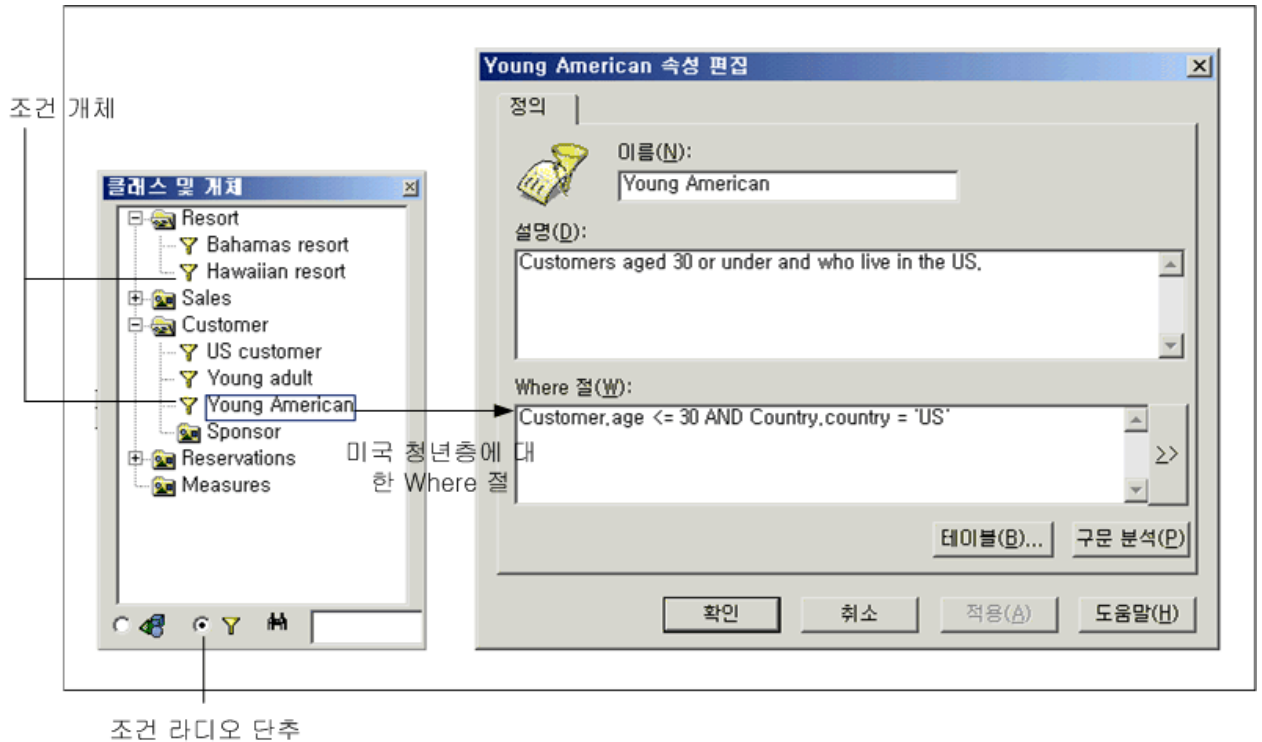 조건 개체
클래스 및 개체
Resort
Bahamas resort
Hawaiian resort
Sales
Customer
US customer
Young adult
Young American
Sponsor
Reservations
Measures
조건 라디오 단추
미국 청년층에 대
한 Where 절
Young American 속성 편집
정의
이름(N):
Young American
설명(D):
Customers aged 30 or under and who live in the US.
Where 절(W):
Customer.age <= 30 AND Country.country = 'US'
>>
테이블(B)... 구문 분석(P)
확인 취소 적용(A) 도움말(H)